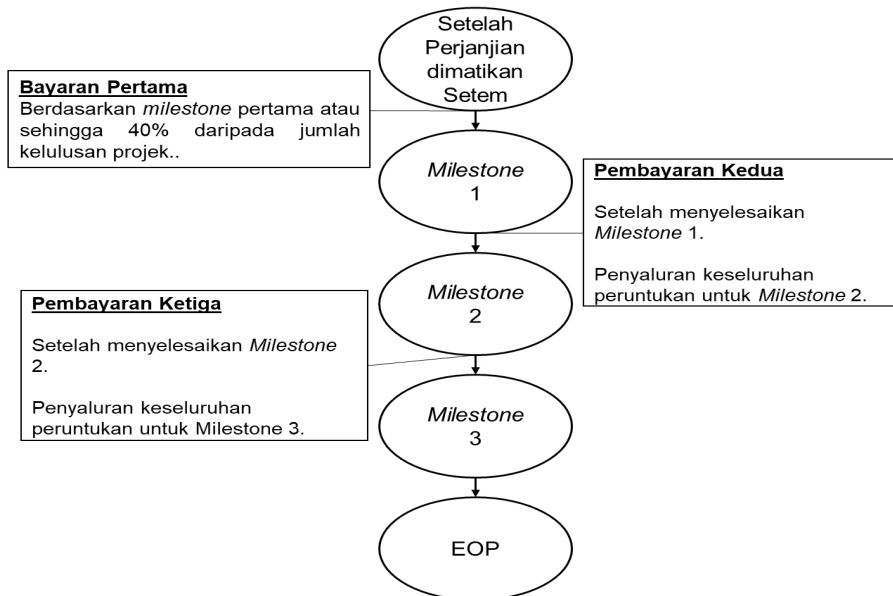 Setelah
Perjanjian
dimatikan
Setem
Bayaran Pertama
Berdasarkan milestone pertama atau
sehingga 40% daripada jumlah
kelulusan projek..
Milestone
1
Pembayaran Kedua
Setelah menyelesaikan
Milestone 1.
Penyaluran keseluruhan
peruntukan untuk Milestone 2.
Milestone
2
Pembayaran Ketiga
Setelah menyelesaikan Milestone
2.
Penyaluran keseluruhan
peruntukan untuk Milestone 3.
Milestone
3
EOP